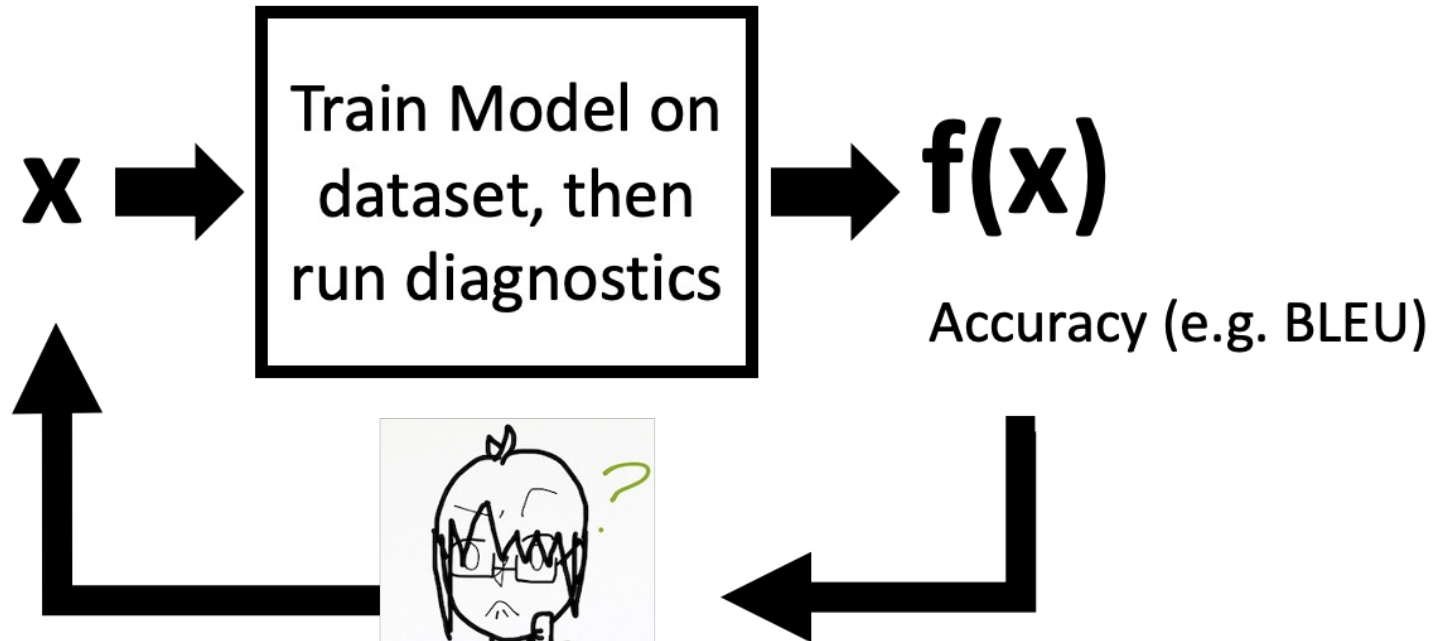 x
Train Model on
dataset, then
run diagnostics
f(x)
Accuracy (e.g. BLEU)
?